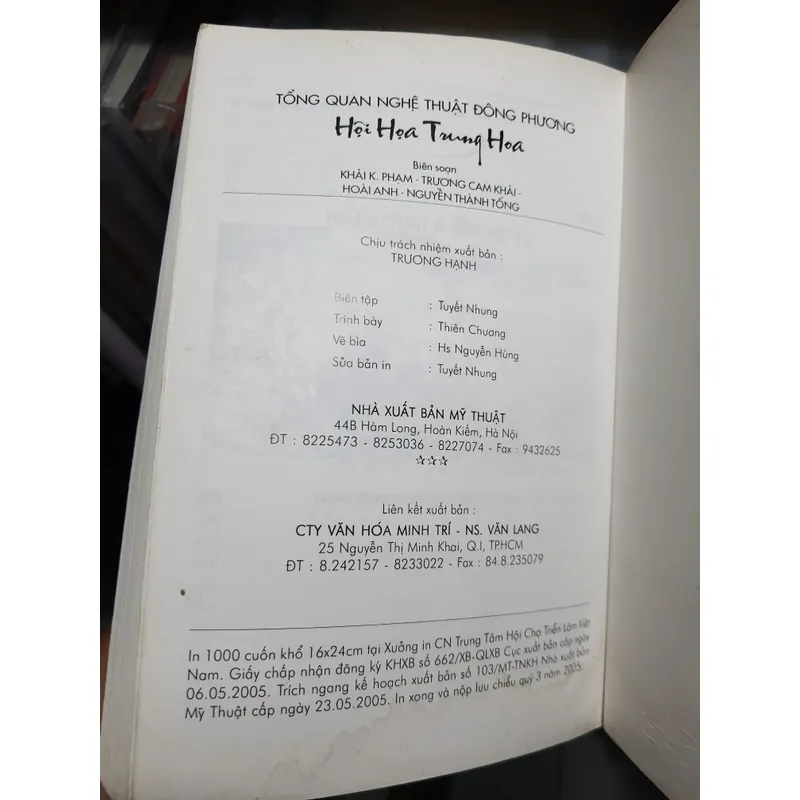 TỔNG QUAN NGHỆ THUẬT ĐÔNG PHƯƠNG
Hội Họa Trung Hoa
Biên soạn
KHẢI K. PHẠM - TRƯƠNG CAM KHẢI -
HOÀI ANH - NGUYỄN THÀNH TỐNG
Chịu trách nhiệm xuất bản :
TRƯƠNG HẠNH
Biên tập : Tuyết Nhung
Trình bày : Thiên Chương
Vẽ bìa : Hs Nguyễn Hùng
Sửa bản in : Tuyết Nhung
NHÀ XUẤT BẢN MỸ THUẬT
44B Hàm Long, Hoàn Kiếm, Hà Nội
ĐT : 8225473 - 8253036 - 8227074 - Fax : 9432625
✰✰✰
Liên kết xuất bản :
CTY VĂN HÓA MINH TRÍ - NS. VĂN LANG
25 Nguyễn Thị Minh Khai, Q.I, TP.HCM
ĐT : 8.242157 - 8233022 - Fax : 84.8.235079
In 1000 cuốn khổ 16x24cm tại Xưởng in CN Trung Tâm Hội Chợ Triển Lãm Việt
Nam. Giấy chấp nhận đăng ký KHXB số 662/XB-QLXB Cục xuất bản cấp ngày
06.05.2005. Trích ngang kế hoạch xuất bản số 103/MT-TNKH Nhà xuất bản
Mỹ Thuật cấp ngày 23.05.2005. In xong và nộp lưu chiểu quý 3 năm 2005.